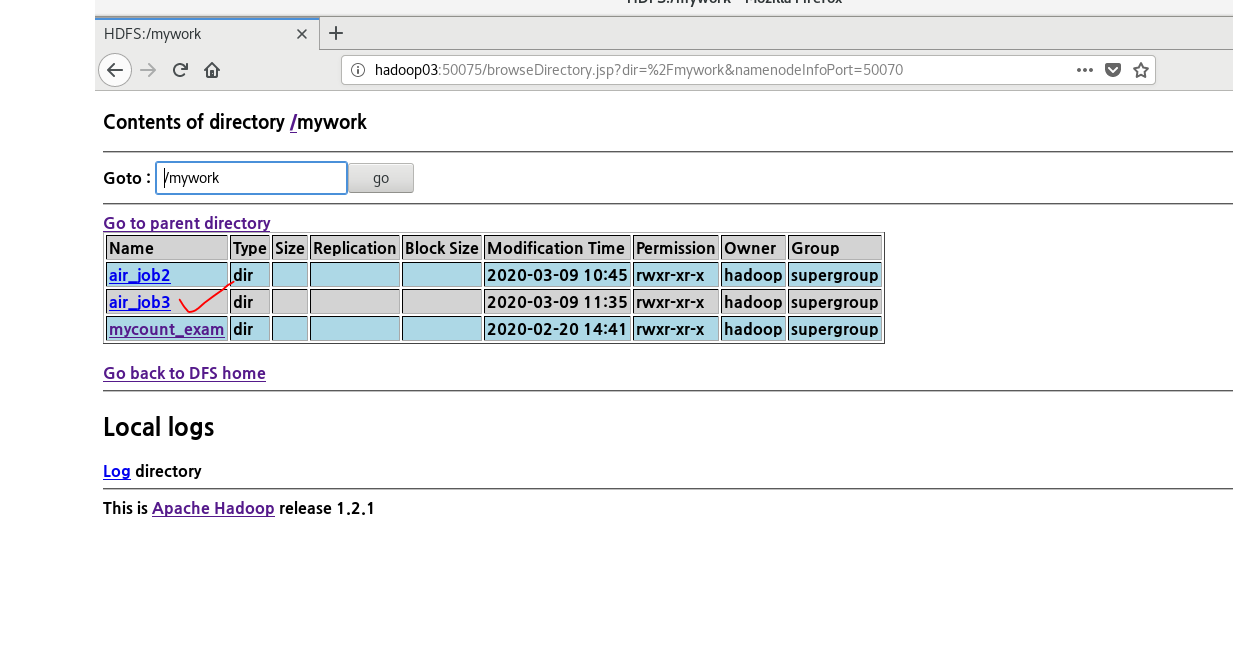 HDFS:/mywork - Mozilla Firefox
HDFS:/mywork
hadoop03:50075/browseDirectory.jsp?dir=%2Fmywork&namenodeInfoPort=50070
Contents of directory /mywork
Goto : /mywork go
Go to parent directory
Name Type Size Replication Block Size Modification Time Permission Owner Group
air_job2 dir 2020-03-09 10:45 rwxr-xr-x hadoop supergroup
air_job3 dir 2020-03-09 11:35 rwxr-xr-x hadoop supergroup
mycount_exam dir 2020-02-20 14:41 rwxr-xr-x hadoop supergroup
Go back to DFS home
Local logs
Log directory
This is Apache Hadoop release 1.2.1